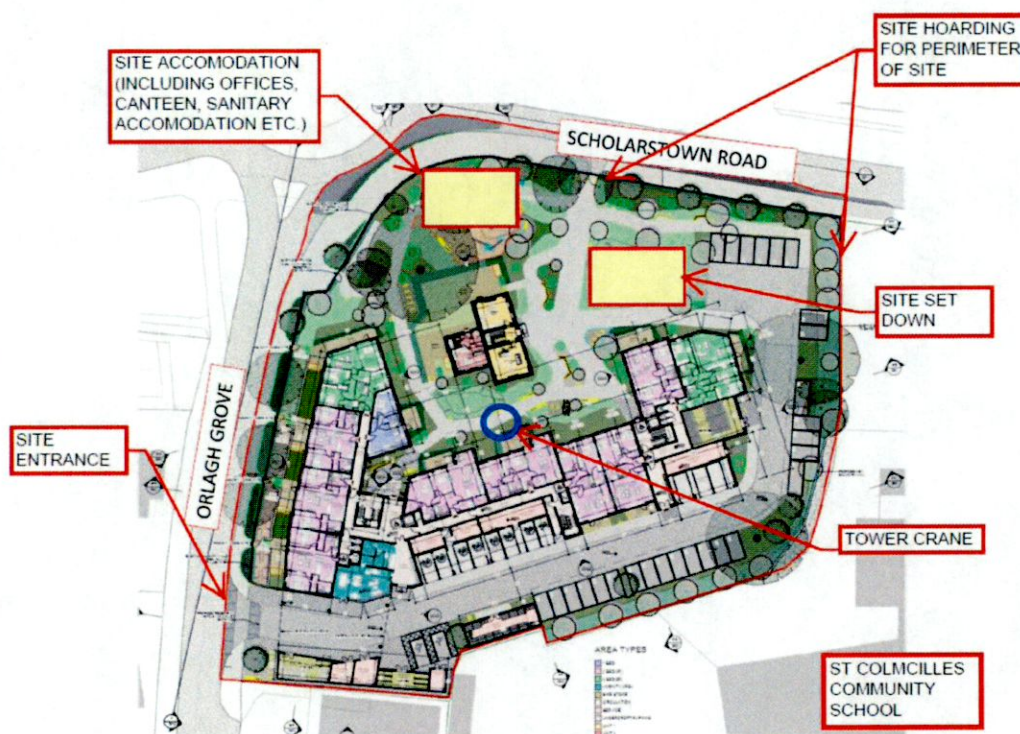 SITE ACCOMODATION
(INCLUDING OFFICES,
CANTEEN, SANITARY
ACCOMODATION ETC.)
SITE HOARDING
FOR PERIMETER
OF SITE
SCHOLARSTOWN ROAD
SITE SET
DOWN
SITE
ENTRANCE
ORLAGH GROVE
TOWER CRANE
AREA TYPES
ST COLMCILLES
COMMUNITY
SCHOOL